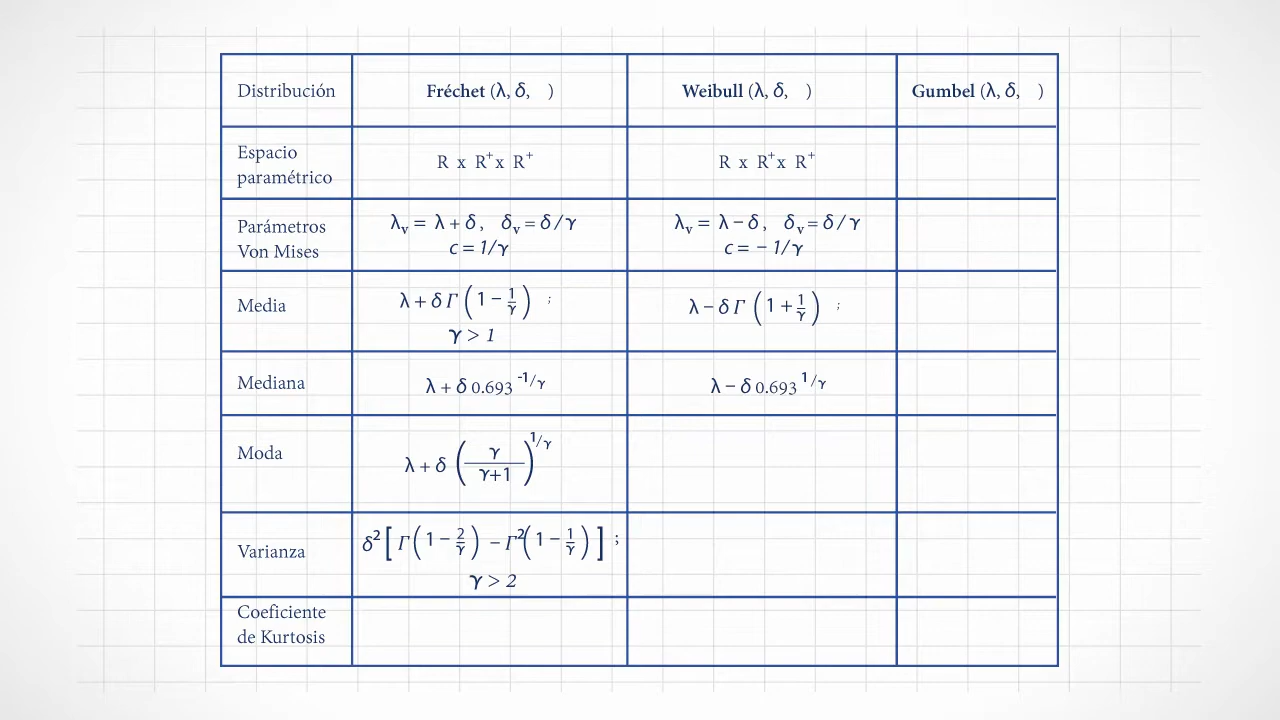 Distribución Fréchet (λ, δ, ) Weibull (λ, δ, ) Gumbel (λ, δ, )
Espacio
paramétrico
R x R⁺ x R⁺ R x R⁺ x R⁺
Parámetros
Von Mises
λᵥ = λ + δ, δᵥ = δ/γ
c = 1/γ
λᵥ = λ − δ, δᵥ = δ/γ
c = − 1/γ
Media
λ + δ Γ (1 − 1/γ) ;
γ > 1
λ − δ Γ (1 + 1/γ) ;
Mediana λ + δ 0.693 ^-1/γ λ − δ 0.693 ^1/γ
Moda λ + δ (γ/γ+1)^1/γ
Varianza
δ² [ Γ(1 − 2/γ) − Γ²(1 − 1/γ) ] ;
γ > 2
Coeficiente
de Kurtosis